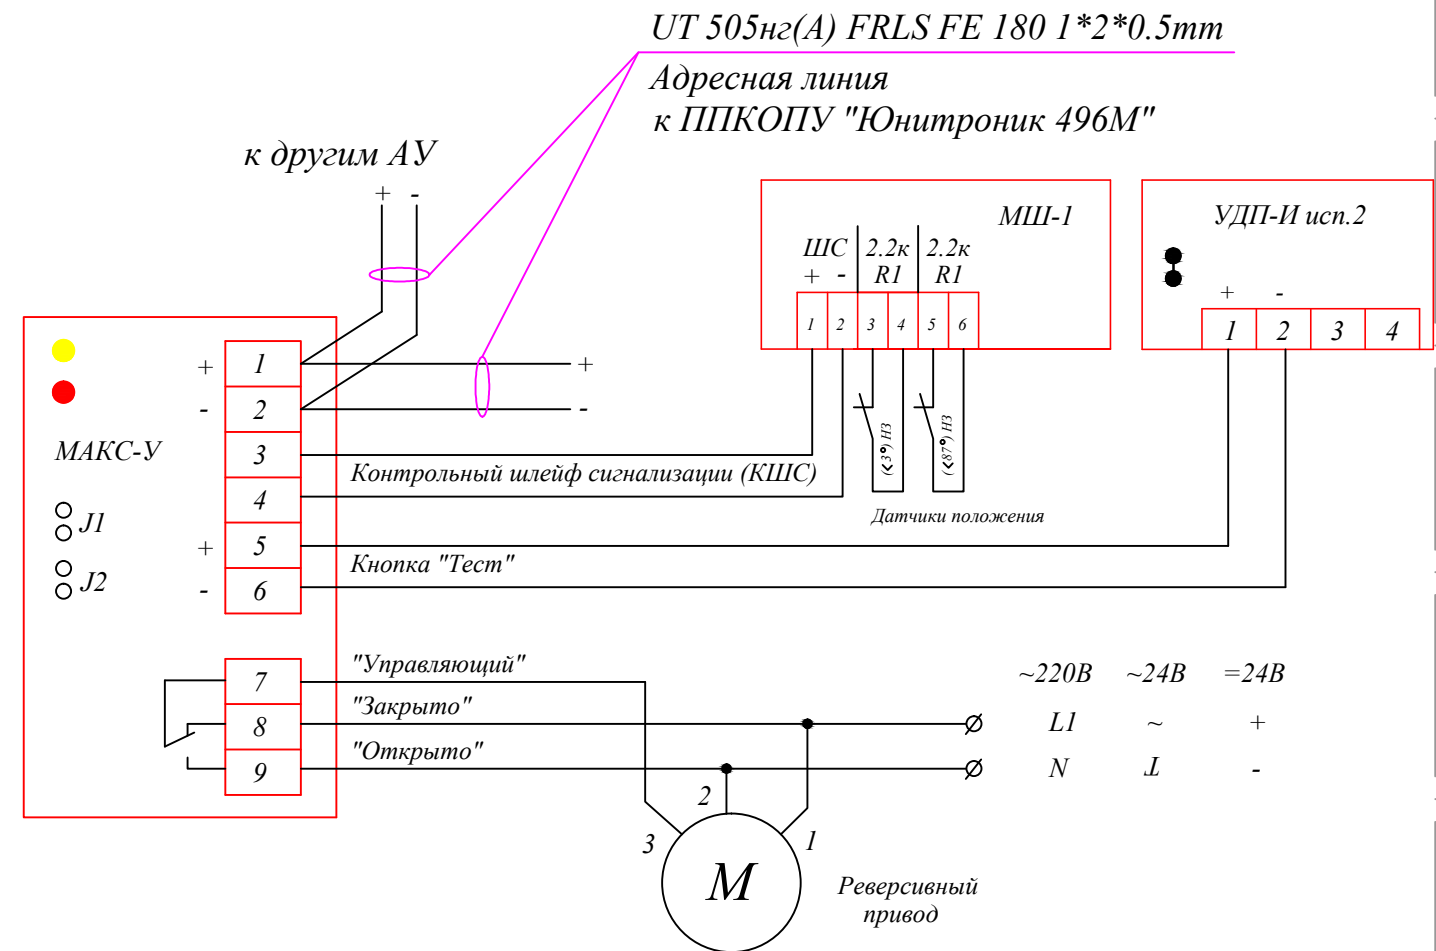 UT 505нг(А) FRLS FE 180 1*2*0.5mm
Адресная линия
к ППКОПУ "Юнитроник 496М"
к другим АУ
+ -
МШ-1
ШС 2.2к 2.2к
+ - R1 R1
1 2 3 4 5 6
(<3°) НЗ
(<87°) НЗ
Датчики положения
УДП-И исп.2
+ -
1 2 3 4
МАКС-У
J1
J2
+ 1 +
- 2 -
3
Контрольный шлейф сигнализации (КШС)
4
+ 5
Кнопка "Тест"
- 6
7 "Управляющий"
8 "Закрыто"
9 "Открыто"
~220В ~24В =24В
L1 ~ +
N ⊥ -
2
3 1
М
Реверсивный
привод